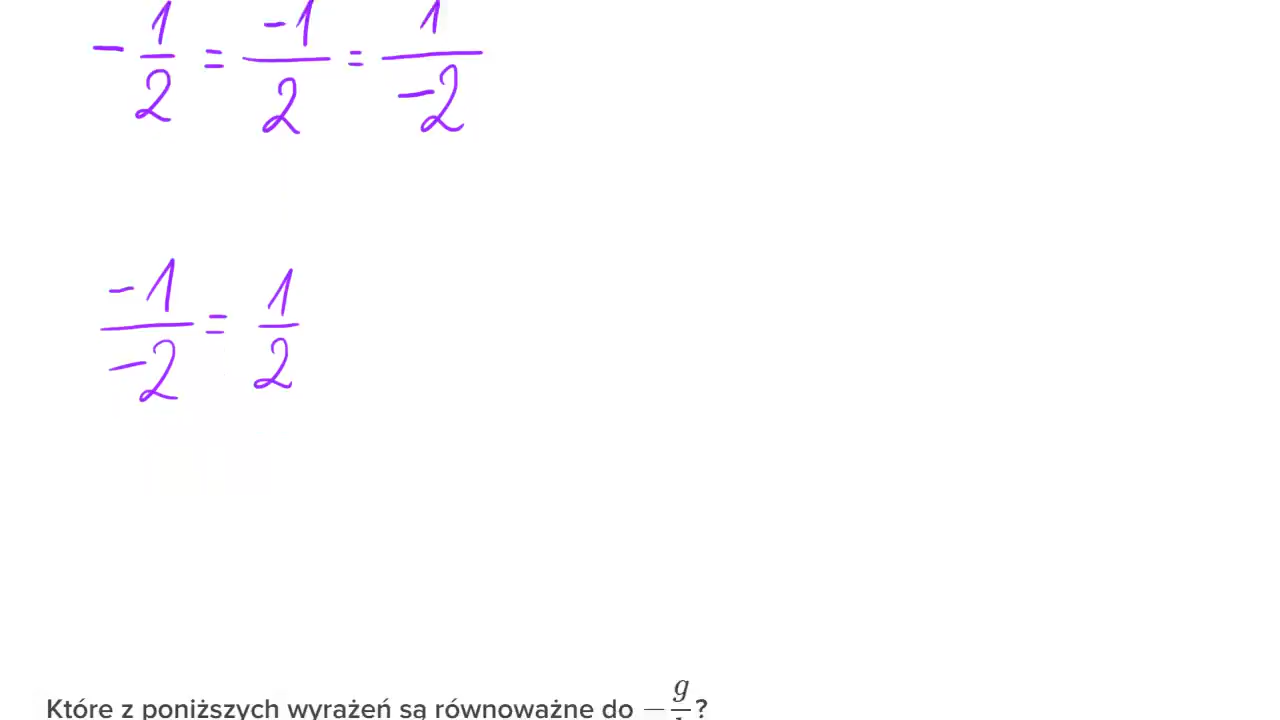 -1/2 = -1/2 = 1/-2
-1/-2 = 1/2
Które z poniższych wyrażeń są równoważne do -g/h?